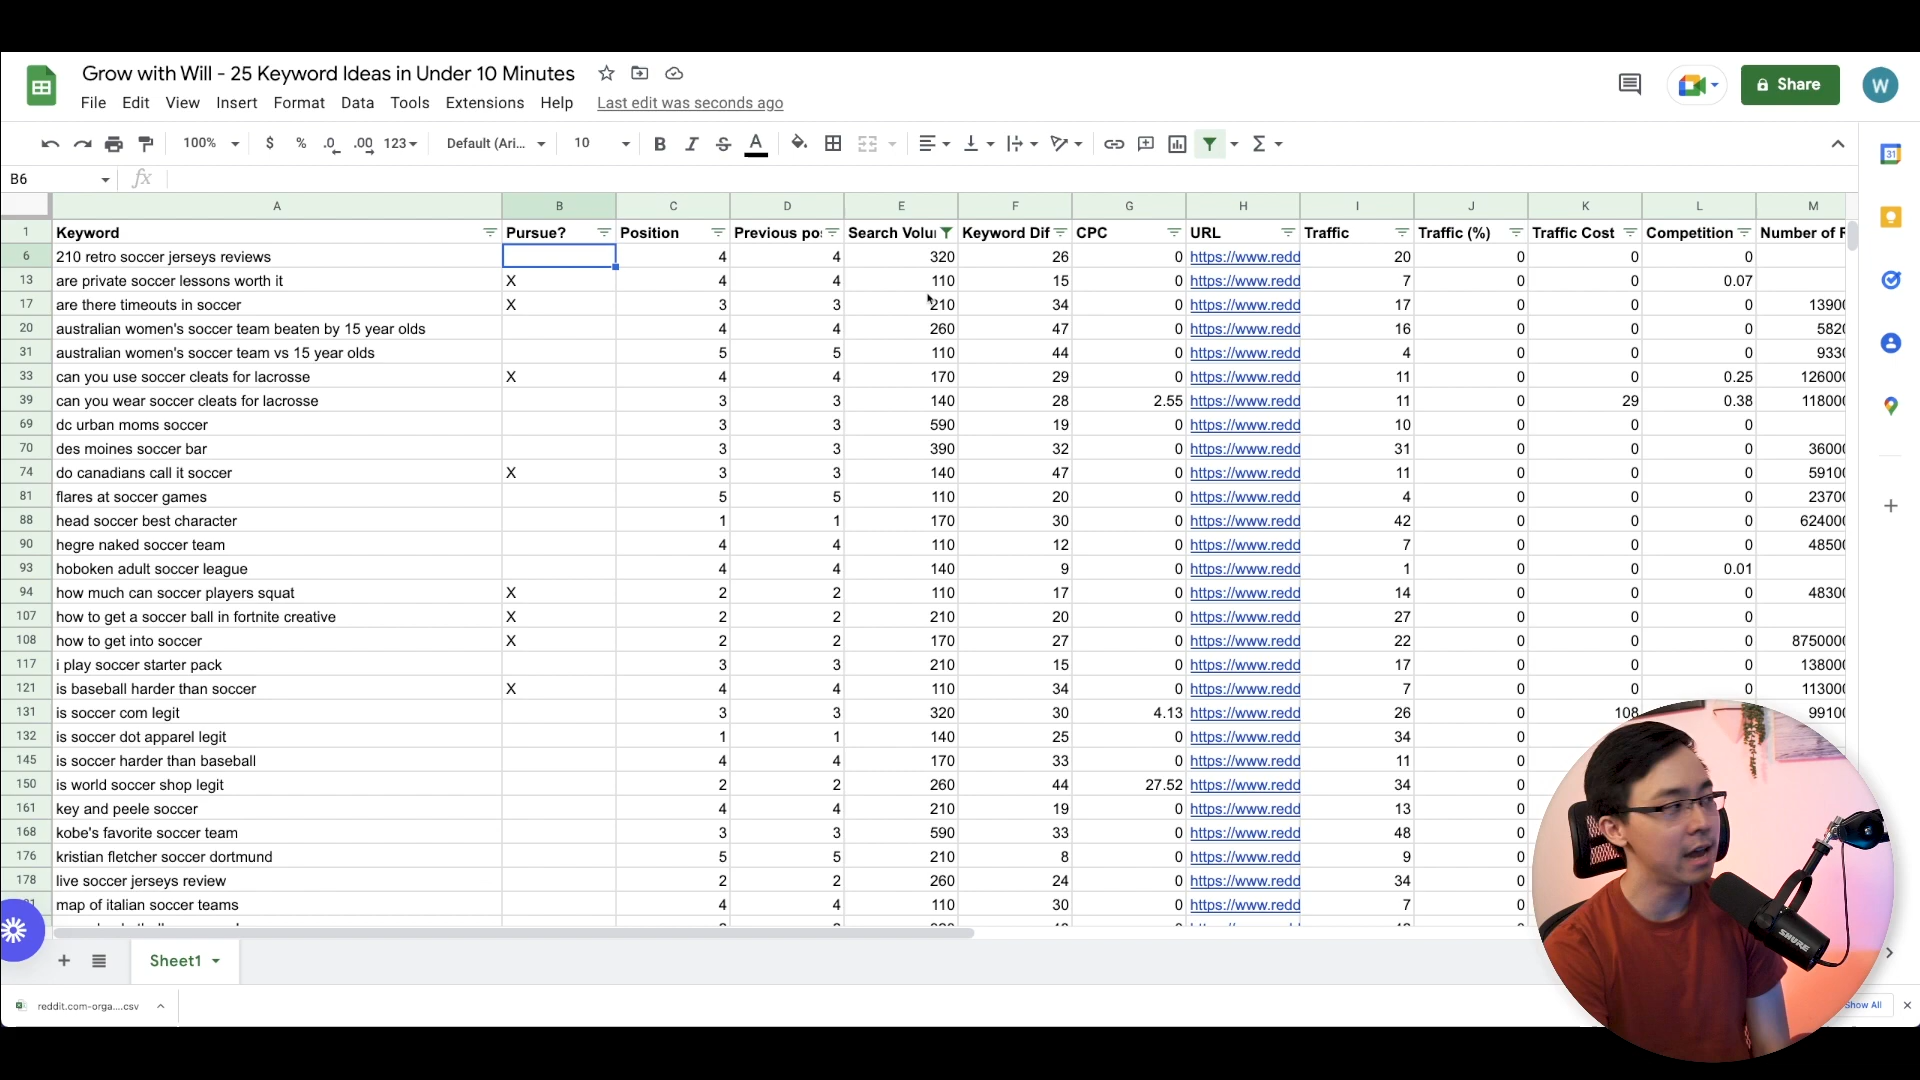 Grow with Will - 25 Keyword Ideas in Under 10 Minutes
File Edit View Insert Format Data Tools Extensions Help Last edit was seconds ago
Share
W
100% $ % .0 .00 123 Default (Ari... 10 B I S A
B6 fx
A B C D E F G H I J K L M
1 Keyword Pursue? Position Previous po Search Volu Keyword Dif CPC URL Traffic Traffic (%) Traffic Cost Competition Number of R
6 210 retro soccer jerseys reviews 4 4 320 26 0 https://www.redd 20 0 0 0
13 are private soccer lessons worth it X 4 4 110 15 0 https://www.redd 7 0 0 0.07
17 are there timeouts in soccer X 3 3 210 34 0 https://www.redd 17 0 0 0 13900
20 australian women's soccer team beaten by 15 year olds 4 4 260 47 0 https://www.redd 16 0 0 0 5820
31 australian women's soccer team vs 15 year olds 5 5 110 44 0 https://www.redd 4 0 0 0 9330
33 can you use soccer cleats for lacrosse X 4 4 170 29 0 https://www.redd 11 0 0 0.25 126000
39 can you wear soccer cleats for lacrosse 3 3 140 28 2.55 https://www.redd 11 0 29 0.38 118000
69 dc urban moms soccer 3 3 590 19 0 https://www.redd 10 0 0 0
70 des moines soccer bar 3 3 390 32 0 https://www.redd 31 0 0 0 36000
74 do canadians call it soccer X 3 3 140 47 0 https://www.redd 11 0 0 0 59100
81 flares at soccer games 5 5 110 20 0 https://www.redd 4 0 0 0 23700
88 head soccer best character 1 1 170 30 0 https://www.redd 42 0 0 0 624000
90 hegre naked soccer team 4 4 110 12 0 https://www.redd 7 0 0 0 48500
93 hoboken adult soccer league 4 4 140 9 0 https://www.redd 1 0 0 0.01
94 how much can soccer players squat X 2 2 110 17 0 https://www.redd 14 0 0 0 48300
107 how to get a soccer ball in fortnite creative X 2 2 210 20 0 https://www.redd 27 0 0 0
108 how to get into soccer X 2 2 170 27 0 https://www.redd 22 0 0 0 8750000
117 i play soccer starter pack 3 3 210 15 0 https://www.redd 17 0 0 0 138000
121 is baseball harder than soccer X 4 4 110 34 0 https://www.redd 7 0 0 0 113000
131 is soccer com legit 3 3 320 30 4.13 https://www.redd 26 0 108 99100
132 is soccer dot apparel legit 1 1 140 25 0 https://www.redd 34 0
145 is soccer harder than baseball 4 4 170 33 0 https://www.redd 11 0
150 is world soccer shop legit 2 2 260 44 27.52 https://www.redd 34 0
161 key and peele soccer 4 4 210 19 0 https://www.redd 13 0
168 kobe's favorite soccer team 3 3 590 33 0 https://www.redd 48 0
176 kristian fletcher soccer dortmund 5 5 210 8 0 https://www.redd 9 0
178 live soccer jerseys review 2 2 260 24 0 https://www.redd 34 0
map of italian soccer teams 4 4 110 30 0 https://www.redd 7 0
Sheet1
reddit.com-orga....csv
Show All
SHURE
31